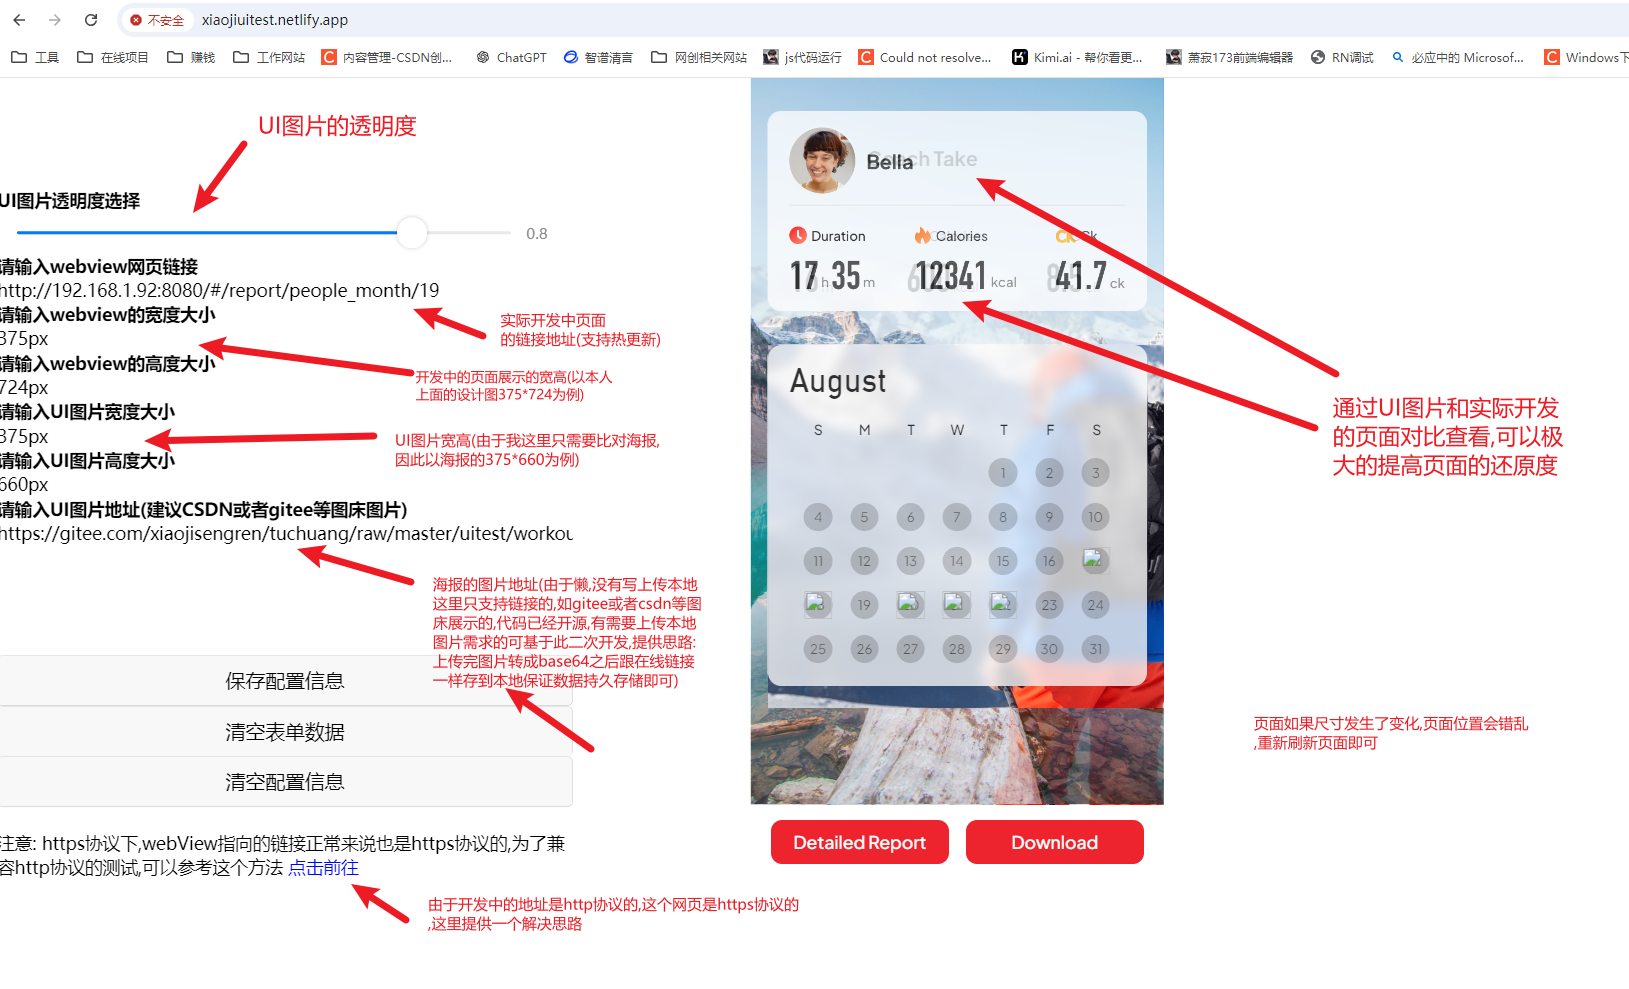 不安全 xiaojiuitest.netlify.app
工具 在线项目 赚钱 工作网站 内容管理-CSDN创... ChatGPT 智谱清言 网创相关网站 js代码运行 Could not resolve... Kimi.ai - 帮你看更... 萧寂173前端编辑器 RN调试 必应中的 Microsof... Windows下
UI图片的透明度
UI图片透明度选择
0.8
请输入webview网页链接
http://192.168.1.92:8080/#/report/people_month/19
请输入webview的宽度大小
375px
请输入webview的高度大小
724px
请输入UI图片宽度大小
375px
请输入UI图片高度大小
660px
请输入UI图片地址(建议CSDN或者gitee等图床图片)
https://gitee.com/xiaojisengren/tuchuang/raw/master/uitest/workou
实际开发中页面
的链接地址(支持热更新)
开发中的页面展示的宽高(以本人
上面的设计图375*724为例)
UI图片宽高(由于我这里只需要比对海报,
因此以海报的375*660为例)
海报的图片地址(由于懒,没有写上传本地
这里只支持链接的,如gitee或者csdn等图
床展示的,代码已经开源,有需要上传本地
图片需求的可基于此二次开发,提供思路:
上传完图片转成base64之后跟在线链接
一样存到本地保证数据持久存储即可)
保存配置信息
清空表单数据
清空配置信息
注意: https协议下,webView指向的链接正常来说也是https协议的,为了兼
容http协议的测试,可以参考这个方法 点击前往
由于开发中的地址是http协议的,这个网页是https协议的
,这里提供一个解决思路
Bella
Coach Take
Duration Calories Ck
17 h 35 m 12341 kcal 41.7 ck
August
S M T W T F S
1 2 3
4 5 6 7 8 9 10
11 12 13 14 15 16
19 23 24
25 26 27 28 29 30 31
Detailed Report Download
通过UI图片和实际开发
的页面对比查看,可以极
大的提高页面的还原度
页面如果尺寸发生了变化,页面位置会错乱
,重新刷新页面即可